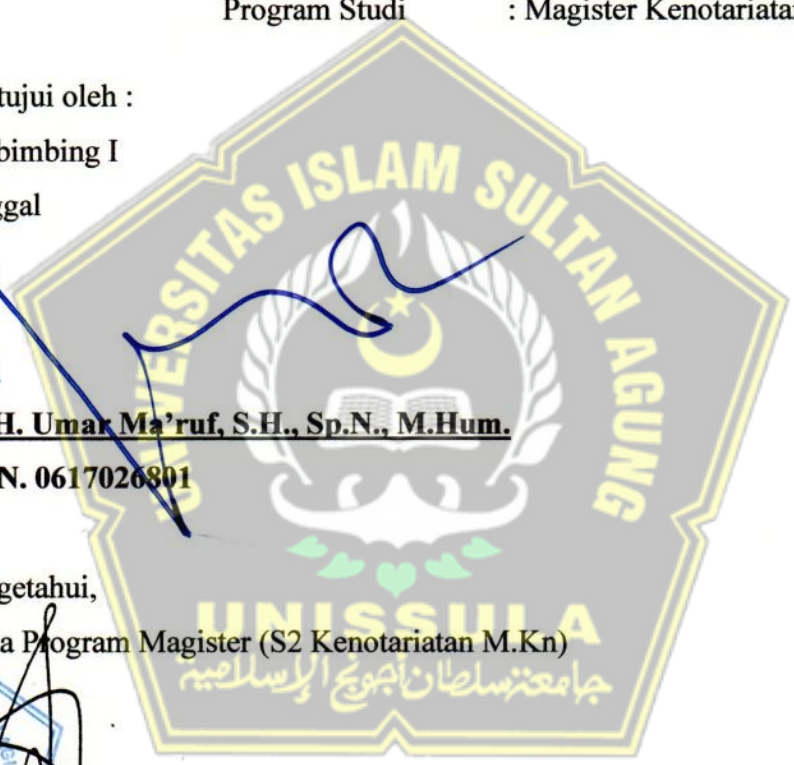 Program Studi : Magister Kenotariatan
tujui oleh :
bimbing I
ggal
UNIVERSITAS ISLAM SULTAN AGUNG
H. Umar Ma'ruf, S.H., Sp.N., M.Hum.
N. 0617026801
getahui,
a Program Magister (S2 Kenotariatan M.Kn)
UNISSULA
جامعة سلطان أجونج الإسلامية